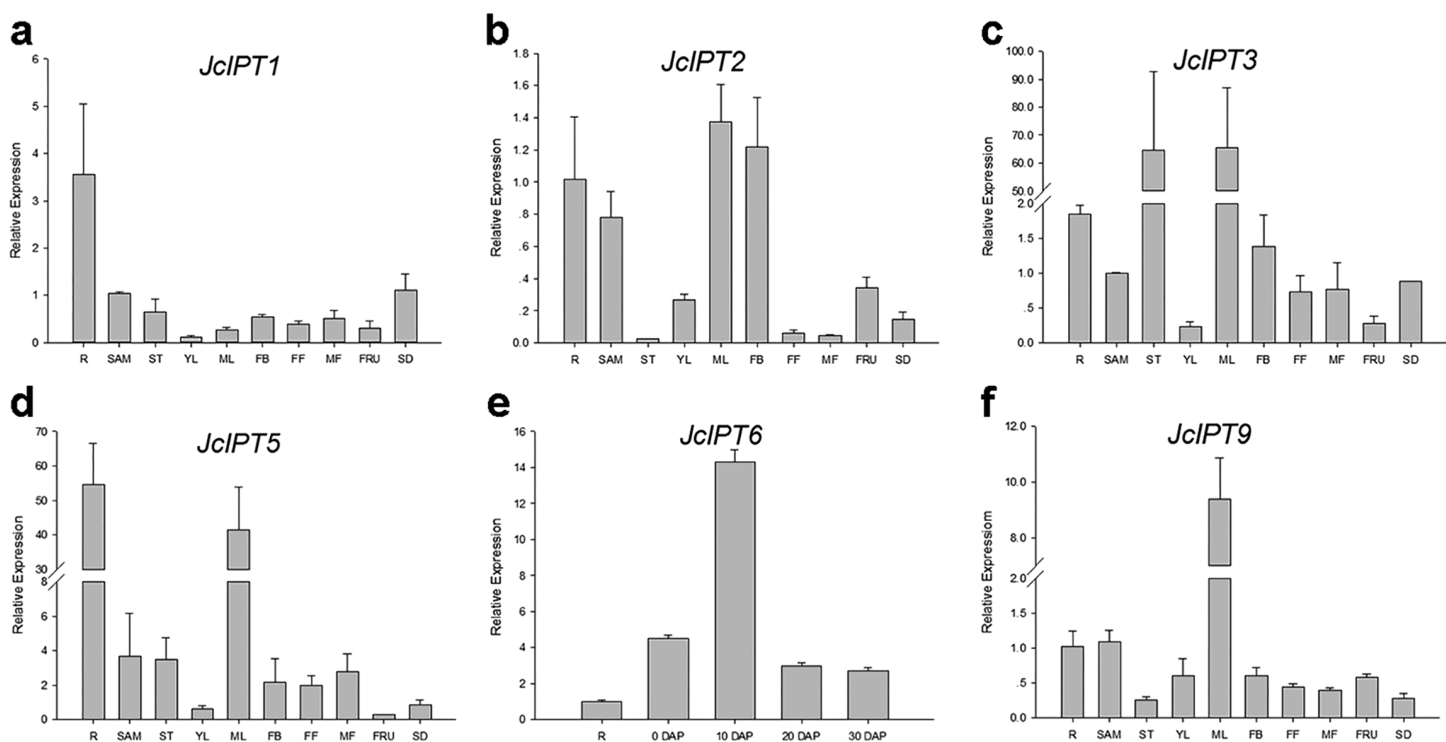 a
JcIPT1
Relative Expression
6
5
4
3
2
1
0
R SAM ST YL ML FB FF MF FRU SD
b
JcIPT2
Relative Expression
1.8
1.6
1.4
1.2
1.0
.8
.6
.4
.2
0.0
R SAM ST YL ML FB FF MF FRU SD
c
JcIPT3
Relative Expression
100.0
90.0
80.0
70.0
60.0
50.0
2.0
1.5
1.0
.5
0.0
R SAM ST YL ML FB FF MF FRU SD
d
JcIPT5
Relative Expression
70
60
50
40
30
8
6
4
2
0
R SAM ST YL ML FB FF MF FRU SD
e
JcIPT6
Relative Expression
16
14
12
10
8
6
4
2
0
R 0 DAP 10 DAP 20 DAP 30 DAP
f
JcIPT9
Relative Expressiom
12.0
10.0
8.0
2.0
1.5
1.0
.5
0.0
R SAM ST YL ML FB FF MF FRU SD